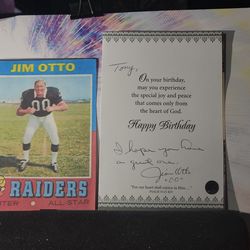 JIM OTTO
00
RAIDERS
ALL-STAR
Tony,
On your birthday,
may you experience
the special joy and peace
that comes only from
the heart of God.
Happy Birthday
I hope you have
a great one.
Jim Otto
"00"